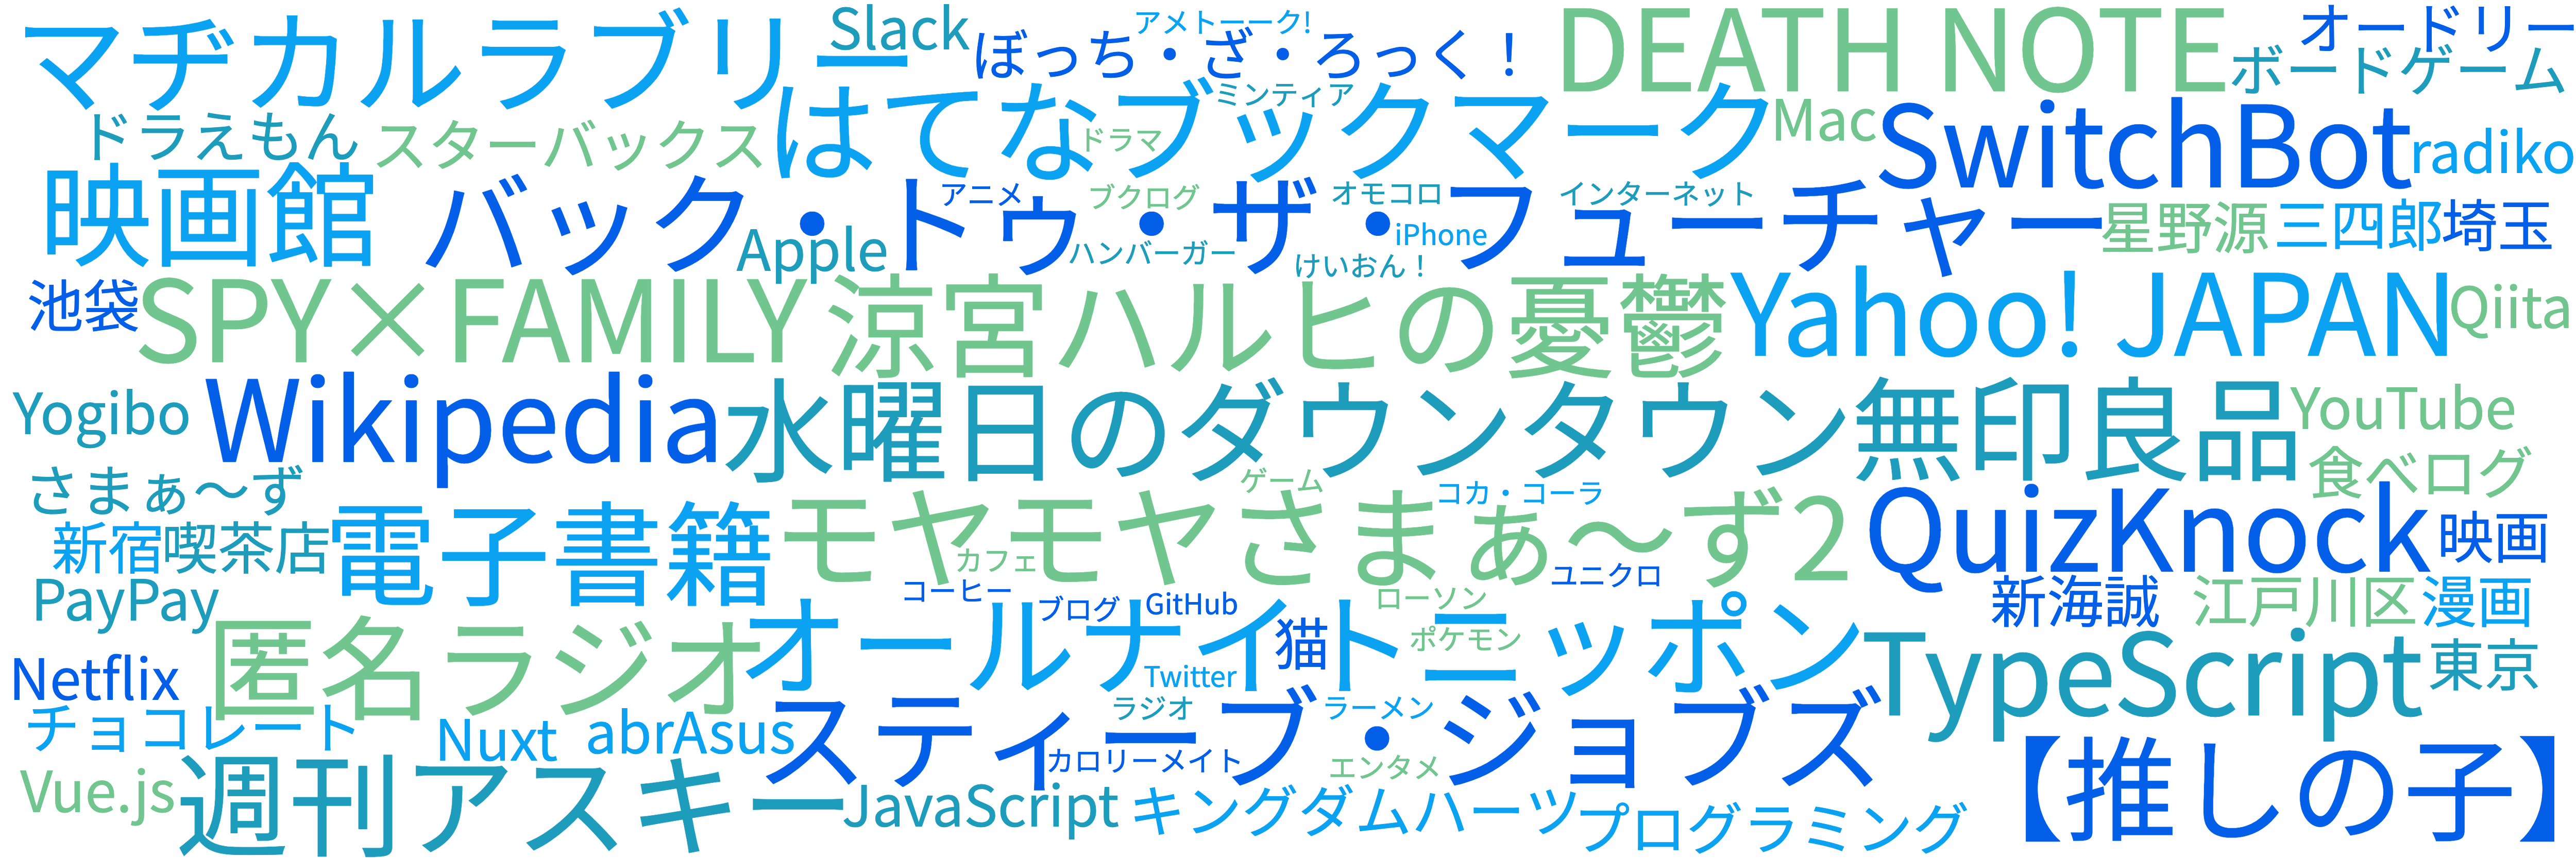 マヂカルラブリー
Slack
アメトーーク!
ぼっち・ざ・ろっく！
DEATH NOTE
オードリー
ボードゲーム
ドラえもん
スターバックス
はてなブックマーク
ミンティア
ドラマ
Mac
SwitchBot
radiko
映画館
バック・トゥ・ザ・フューチャー
アニメ
ブクログ
オモコロ
インターネット
Apple
ハンバーガー
iPhone
けいおん！
星野源
三四郎
埼玉
池袋
SPY×FAMILY
涼宮ハルヒの憂鬱
Yahoo! JAPAN
Qiita
Yogibo
Wikipedia
水曜日のダウンタウン
無印良品
YouTube
さまぁ～ず
ゲーム
コカ・コーラ
食べログ
新宿
喫茶店
電子書籍
モヤモヤさまぁ～ず2
QuizKnock
映画
カフェ
ユニクロ
PayPay
コーヒー
ブログ
GitHub
ローソン
新海誠
江戸川区
漫画
匿名ラジオ
オールナイトニッポン
猫
ポケモン
TypeScript
東京
Netflix
Twitter
チョコレート
Nuxt
abrAsus
スティーブ・ジョブズ
ラジオ
ラーメン
カロリーメイト
エンタメ
【推しの子】
Vue.js
週刊アスキー
JavaScript
キングダムハーツ
プログラミング